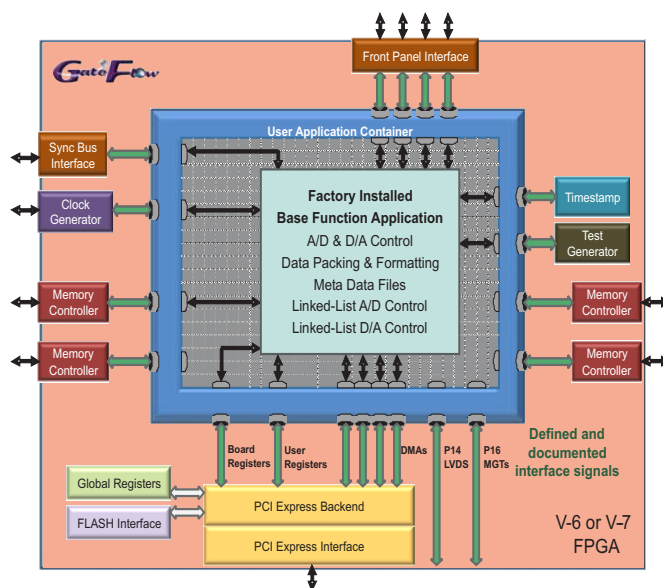 GateFlow
Front Panel Interface
User Application Container
Sync Bus
Interface
Clock
Generator
Memory
Controller
Memory
Controller
Factory Installed
Base Function Application
A/D & D/A Control
Data Packing & Formatting
Meta Data Files
Linked-List A/D Control
Linked-List D/A Control
Timestamp
Test
Generator
Memory
Controller
Memory
Controller
Board
Registers
User
Registers
DMAs
P14
LVDS
P16
MGTs
Defined and
documented
interface signals
Global Registers
FLASH Interface
PCI Express Backend
PCI Express Interface
V-6 or V-7
FPGA